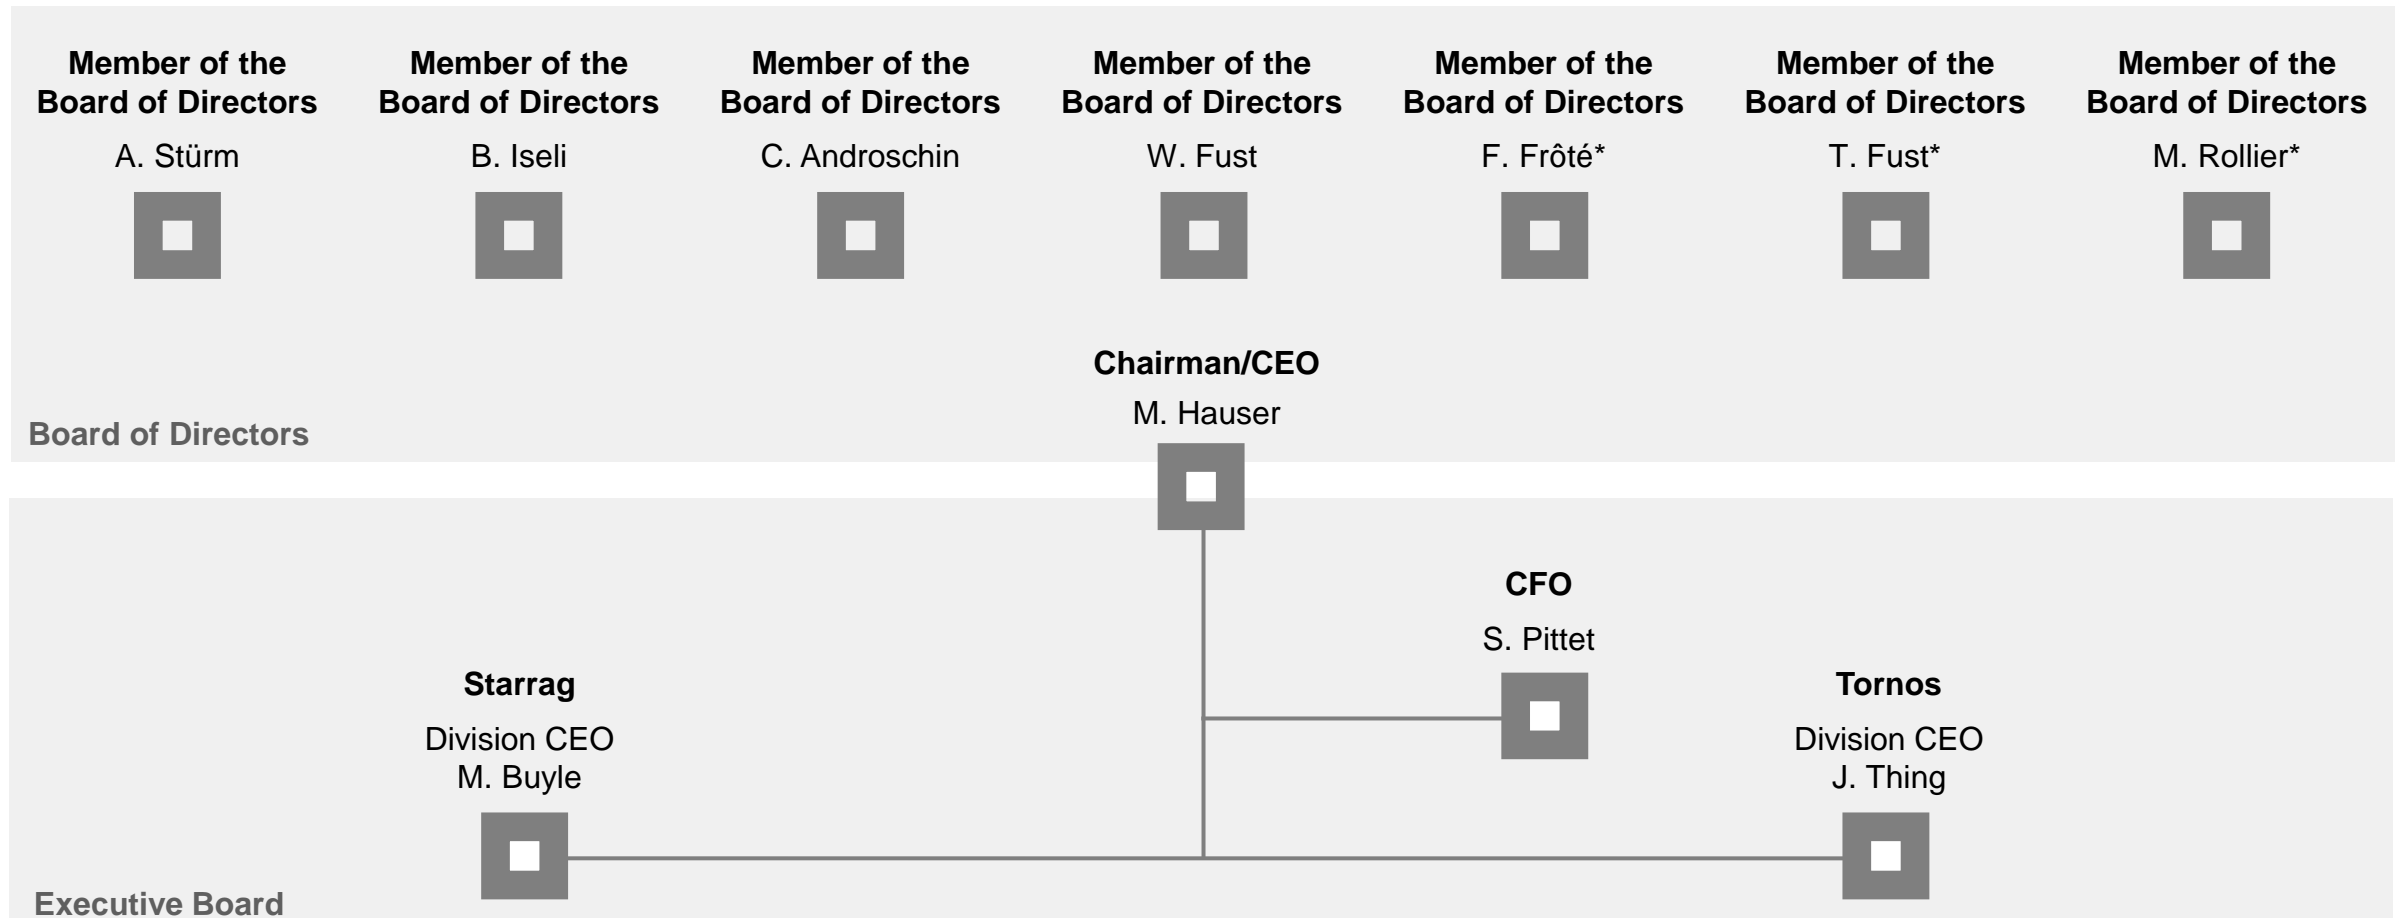 Member of the
Board of Directors
A. Stürm
Member of the
Board of Directors
B. Iseli
Member of the
Board of Directors
C. Androschin
Member of the
Board of Directors
W. Fust
Member of the
Board of Directors
F. Frôté*
Member of the
Board of Directors
T. Fust*
Member of the
Board of Directors
M. Rollier*
Chairman/CEO
M. Hauser
Board of Directors
CFO
S. Pittet
Starrag
Division CEO
M. Buyle
Tornos
Division CEO
J. Thing
Executive Board